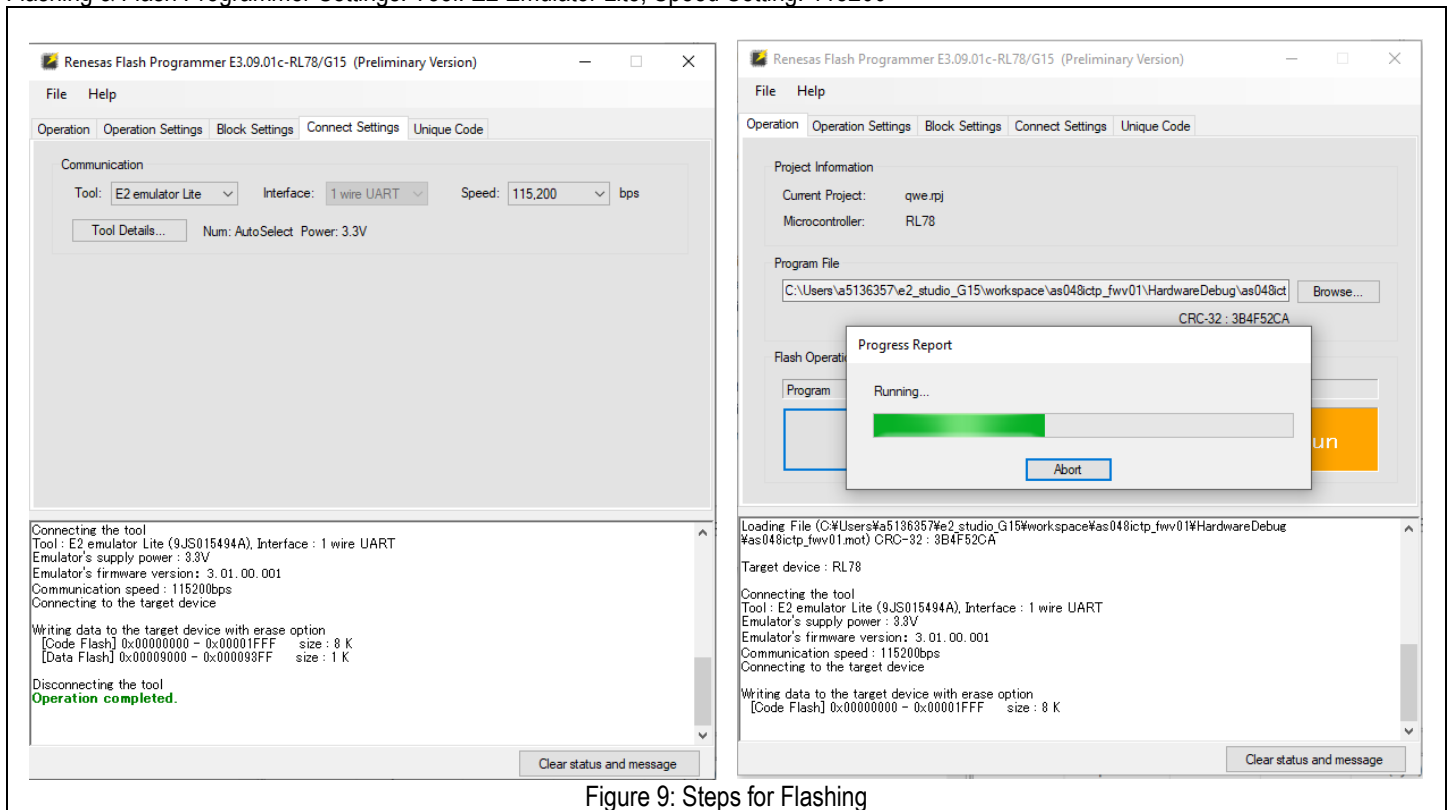 Renesas Flash Programmer E3.09.01c-RL78/G15 (Preliminary Version)
File Help
Operation Operation Settings Block Settings Connect Settings Unique Code
Communication
Tool: E2 emulator Lite Interface: 1 wire UART Speed: 115,200 bps
Tool Details... Num: AutoSelect Power: 3.3V
Connecting the tool
Tool : E2 emulator Lite (9JS015494A), Interface : 1 wire UART
Emulator's supply power : 3.3V
Emulator's firmware version: 3.01.00.001
Communication speed : 115200bps
Connecting to the target device
Writing data to the target device with erase option
[Code Flash] 0x00000000 - 0x00001FFF size : 8 K
[Data Flash] 0x00009000 - 0x000093FF size : 1 K
Disconnecting the tool
Operation completed.
Clear status and message
Renesas Flash Programmer E3.09.01c-RL78/G15 (Preliminary Version)
File Help
Operation Operation Settings Block Settings Connect Settings Unique Code
Project Information
Current Project: qwe.rpj
Microcontroller: RL78
Program File
C:\Users\a5136357\e2_studio_G15\workspace\as048ictp_fwv01\HardwareDebug\as048ict Browse...
CRC-32 : 3B4F52CA
Flash Operati
Program
Progress Report
Running...
Abort
un
Loading File (C:¥Users¥a5136357¥e2_studio_G15¥workspace¥as048ictp_fwv01¥HardwareDebug
¥as048ictp_fwv01.mot) CRC-32 : 3B4F52CA
Target device : RL78
Connecting the tool
Tool : E2 emulator Lite (9JS015494A), Interface : 1 wire UART
Emulator's supply power : 3.3V
Emulator's firmware version: 3.01.00.001
Communication speed : 115200bps
Connecting to the target device
Writing data to the target device with erase option
[Code Flash] 0x00000000 - 0x00001FFF size : 8 K
Clear status and message
Figure 9: Steps for Flashing